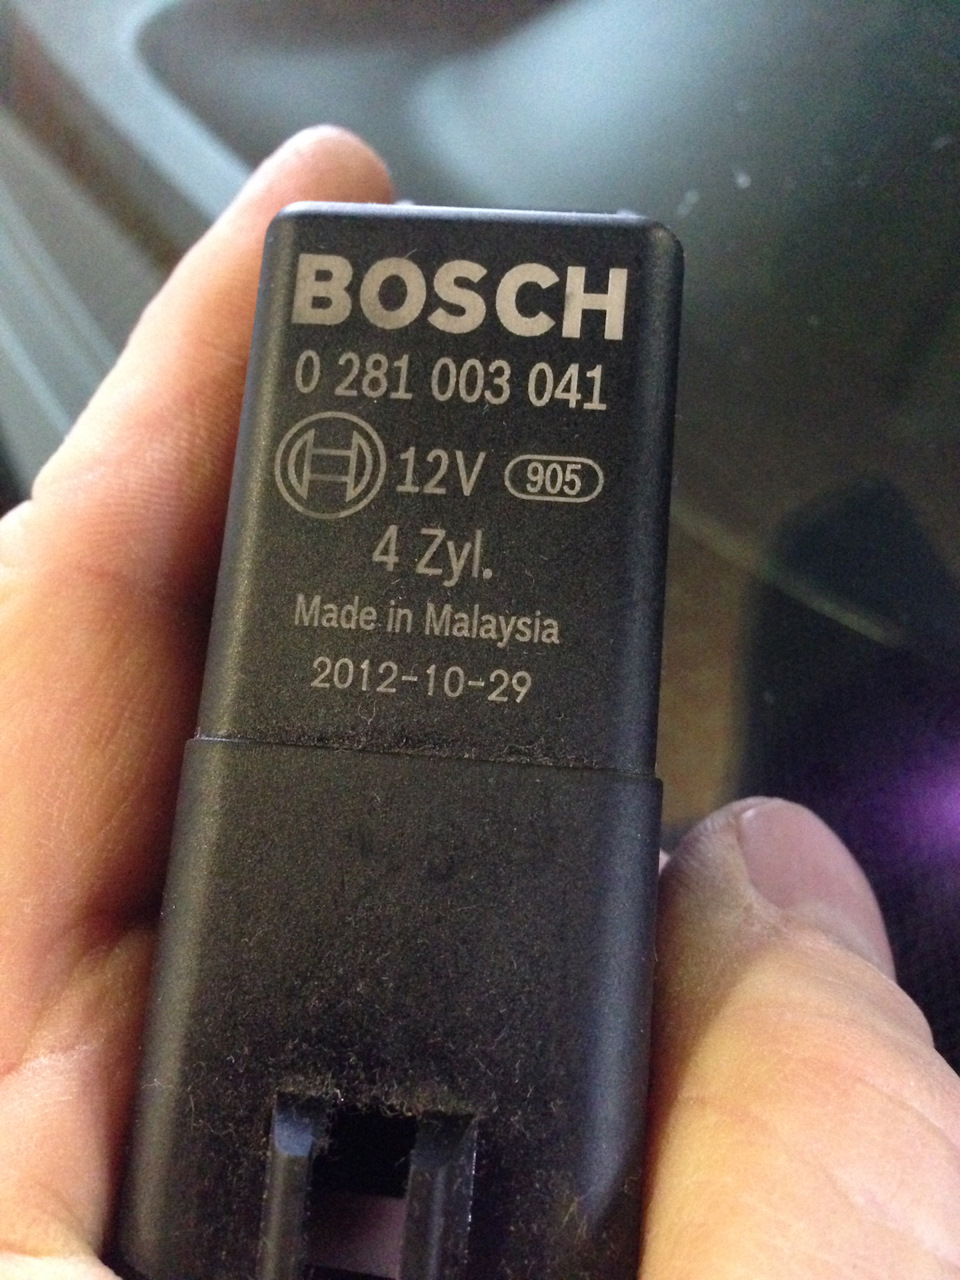 BOSCH
0 281 003 041
12V 905
4 Zyl.
Made in Malaysia
2012-10-29